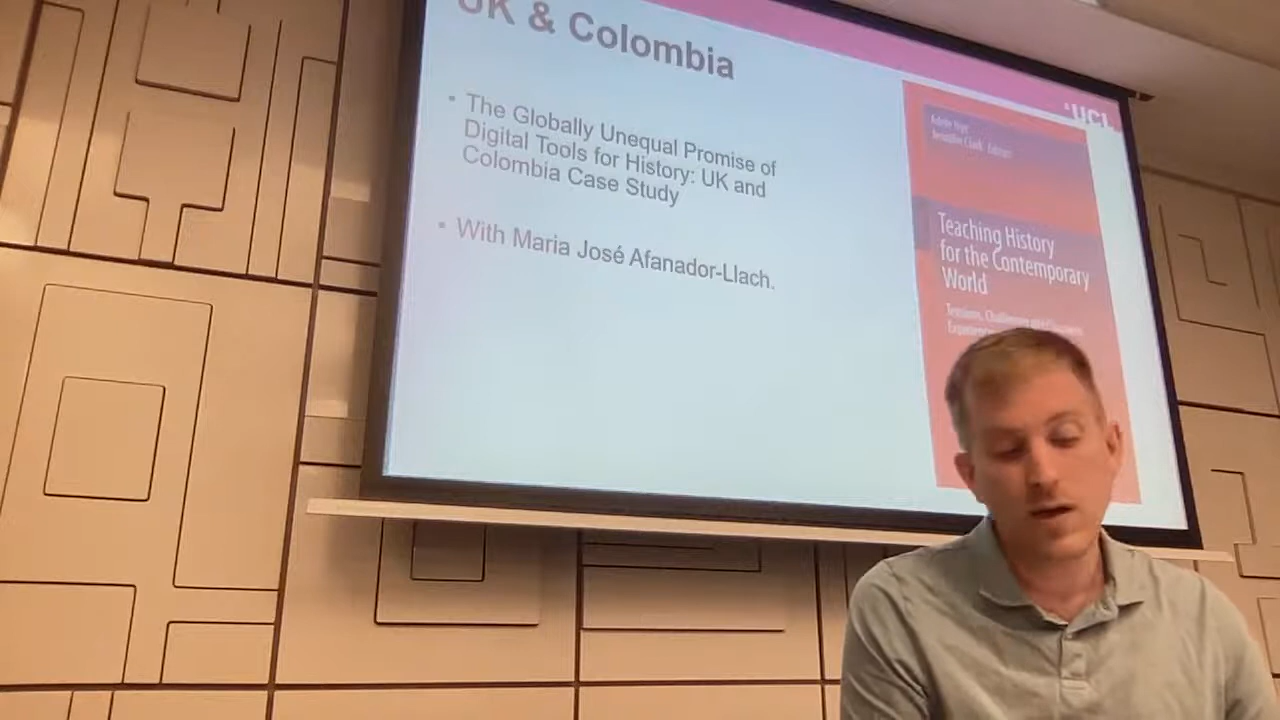 UK & Colombia
• The Globally Unequal Promise of
Digital Tools for History: UK and
Colombia Case Study
• With Maria José Afanador-Llach.
UCL
Teaching History
for the Contemporary
World